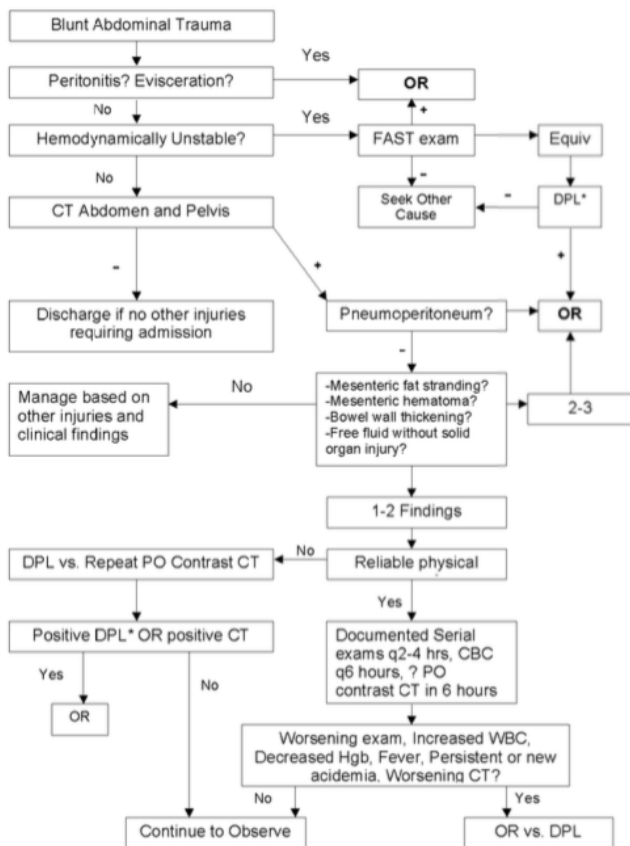 Blunt Abdominal Trauma
Yes
Peritonitis? Evisceration?
OR
No
+
Yes
Hemodynamically Unstable?
FAST exam
Equiv
No
-
CT Abdomen and Pelvis
Seek Other
Cause
-
DPL*
-
+
+
Discharge if no other injuries
requiring admission
Pneumoperitoneum?
OR
-
Manage based on
other injuries and
clinical findings
No
-Mesenteric fat stranding?
-Mesenteric hematoma?
-Bowel wall thickening?
-Free fluid without solid
organ injury?
2-3
1-2 Findings
DPL vs. Repeat PO Contrast CT
No
Reliable physical
Yes
Positive DPL* OR positive CT
Documented Serial
exams q2-4 hrs, CBC
q6 hours, ? PO
contrast CT in 6 hours
Yes
No
OR
Worsening exam, Increased WBC,
Decreased Hgb, Fever, Persistent or new
acidemia, Worsening CT?
No
Yes
Continue to Observe
OR vs. DPL